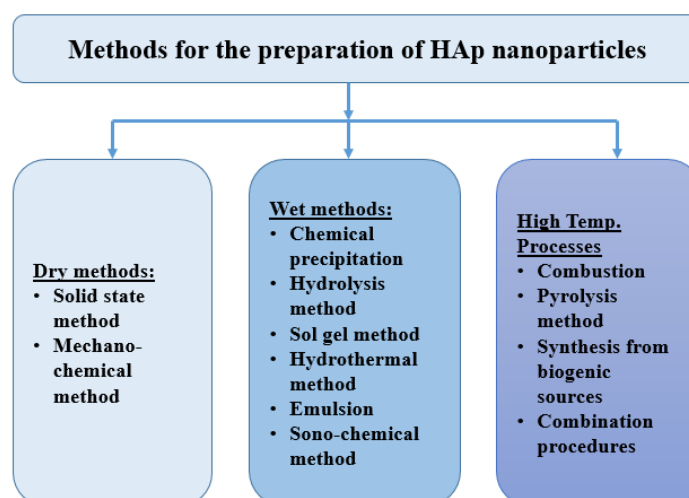 Methods for the preparation of HAp nanoparticles
Dry methods:
• Solid state
method
• Mechano-
chemical
method
Wet methods:
• Chemical
precipitation
• Hydrolysis
method
• Sol gel method
• Hydrothermal
method
• Emulsion
• Sono-chemical
method
High Temp.
Processes
• Combustion
• Pyrolysis
method
• Synthesis from
biogenic
sources
• Combination
procedures